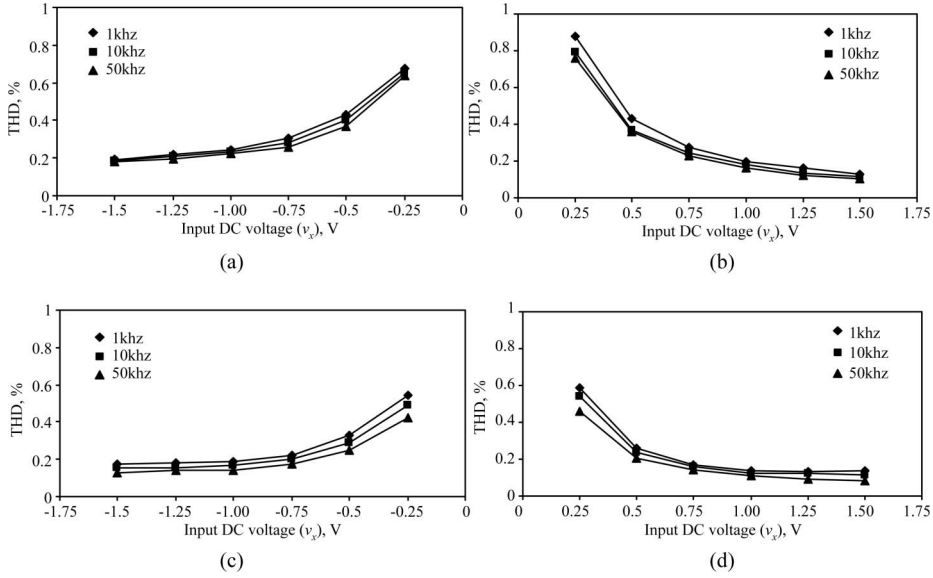 1
0.8
0.6
0.4
0.2
0
THD, %
1khz
10khz
50khz
-1.75 -1.5 -1.25 -1.00 -0.75 -0.5 -0.25 0
Input DC voltage (vx), V
(a)
1
0.8
0.6
0.4
0.2
0
THD, %
1khz
10khz
50khz
0 0.25 0.5 0.75 1.00 1.25 1.50 1.75
Input DC voltage (vx), V
(b)
1
0.8
0.6
0.4
0.2
0
THD, %
1khz
10khz
50khz
-1.75 -1.5 -1.25 -1.00 -0.75 -0.5 -0.25 0
Input DC voltage (vx), V
(c)
1
0.8
0.6
0.4
0.2
0
THD, %
1khz
10khz
50khz
0 0.25 0.5 0.75 1.00 1.25 1.50 1.75
Input DC voltage (vx), V
(d)